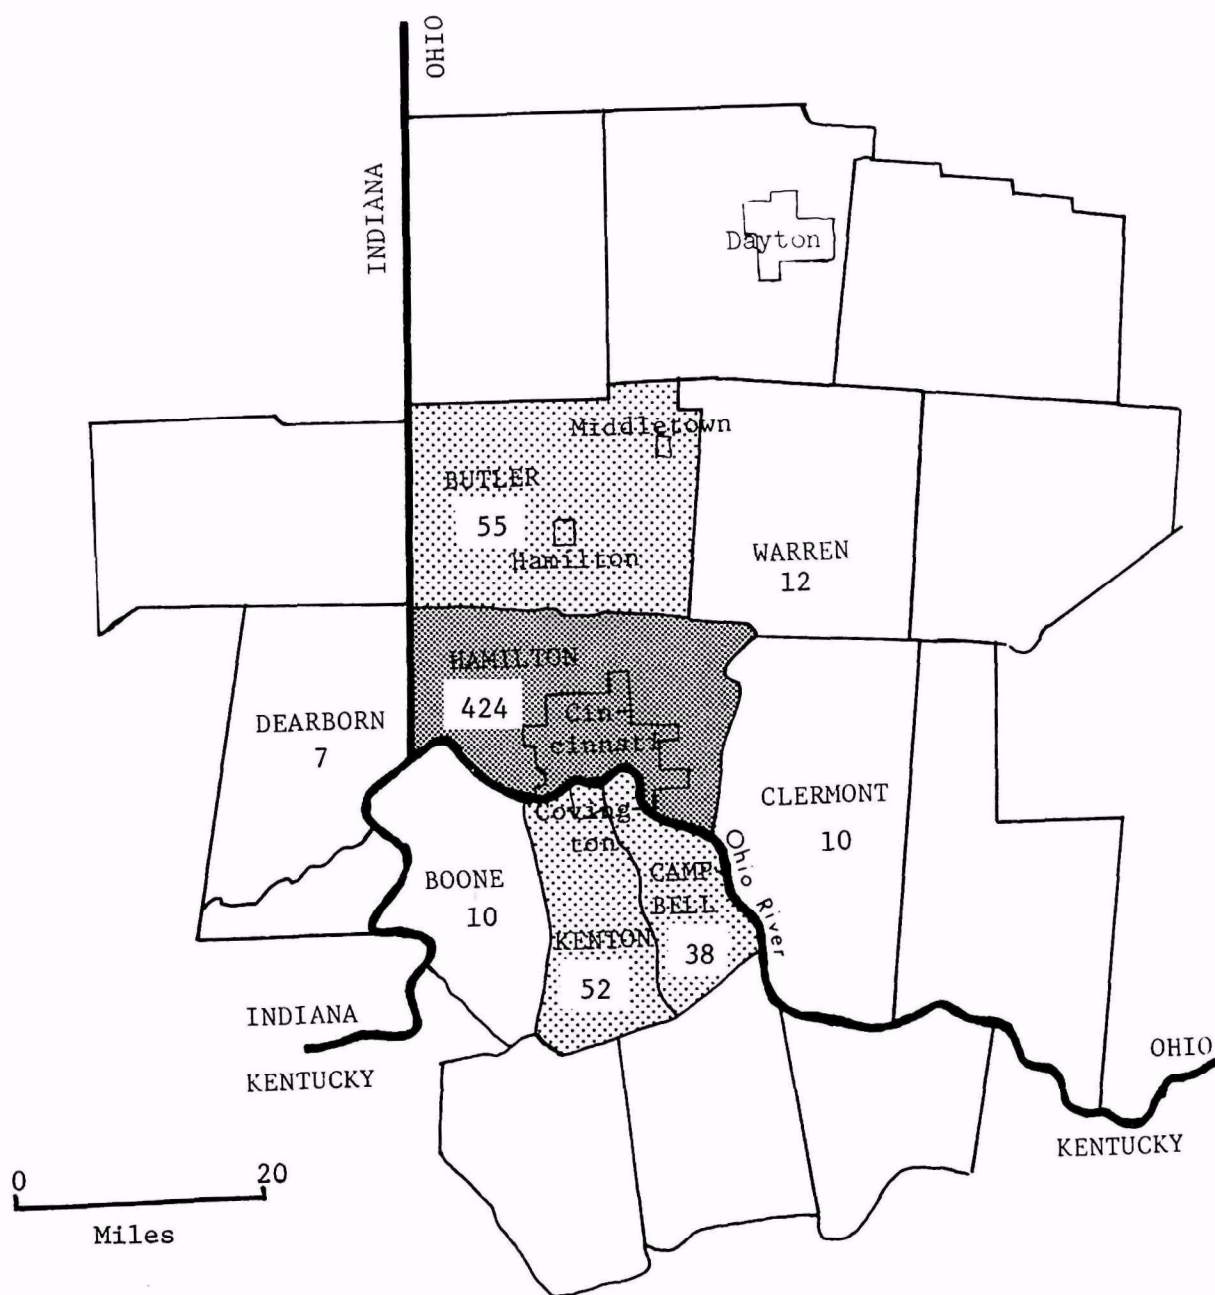 OHIO
INDIANA
Dayton
Middletown
BUTLER
55
Hamilton
WARREN
12
HAMILTON
424
Cin-
cinnati
DEARBORN
7
CLERMONT
10
Coving-
ton
BOONE
10
CAMP-
BELL
38
KENTON
52
Ohio River
INDIANA
KENTUCKY
OHIO
KENTUCKY
0 20
Miles